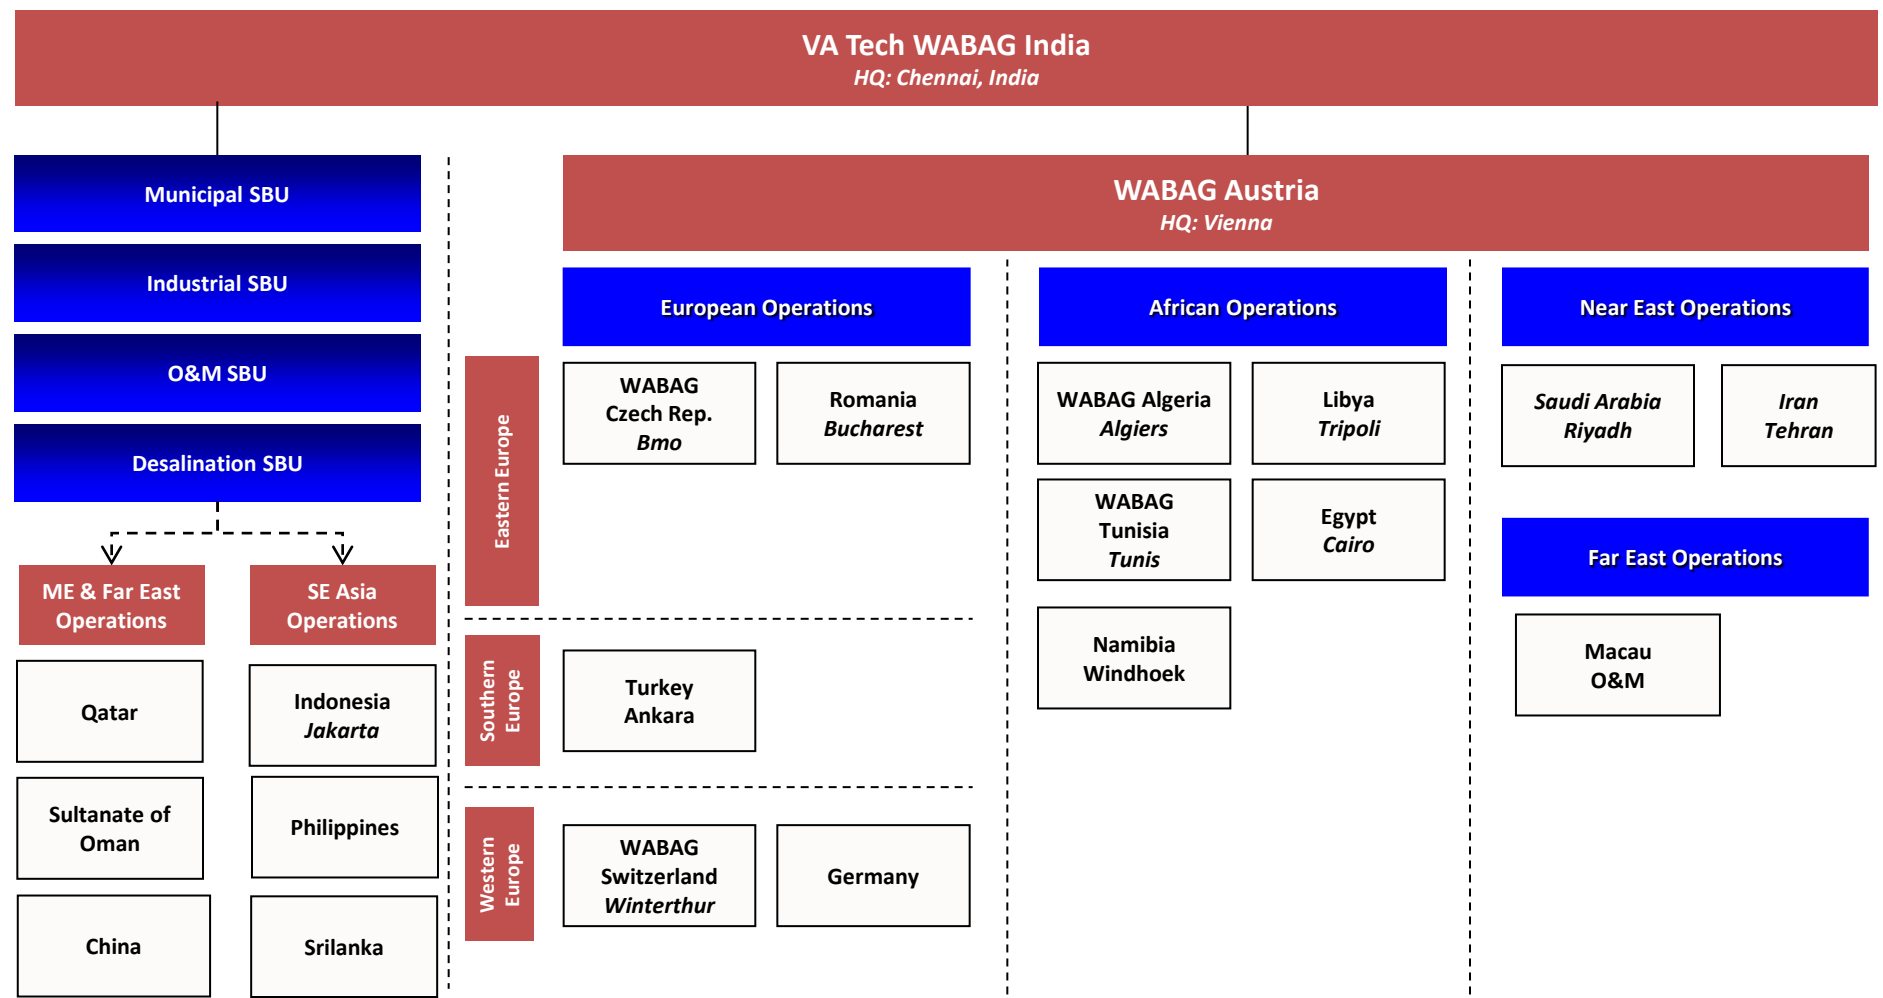 VA Tech WABAG India
HQ: Chennai, India
Municipal SBU
Industrial SBU
O&M SBU
Desalination SBU
ME & Far East
Operations
Qatar
Sultanate of
Oman
China
SE Asia
Operations
Indonesia
Jakarta
Philippines
Srilanka
WABAG Austria
HQ: Vienna
European Operations
Eastern Europe
WABAG
Czech Rep.
Bmo
Romania
Bucharest
Southern
Europe
Turkey
Ankara
Western
Europe
WABAG
Switzerland
Winterthur
Germany
African Operations
WABAG Algeria
Algiers
Libya
Tripoli
WABAG
Tunisia
Tunis
Egypt
Cairo
Namibia
Windhoek
Near East Operations
Saudi Arabia
Riyadh
Iran
Tehran
Far East Operations
Macau
O&M